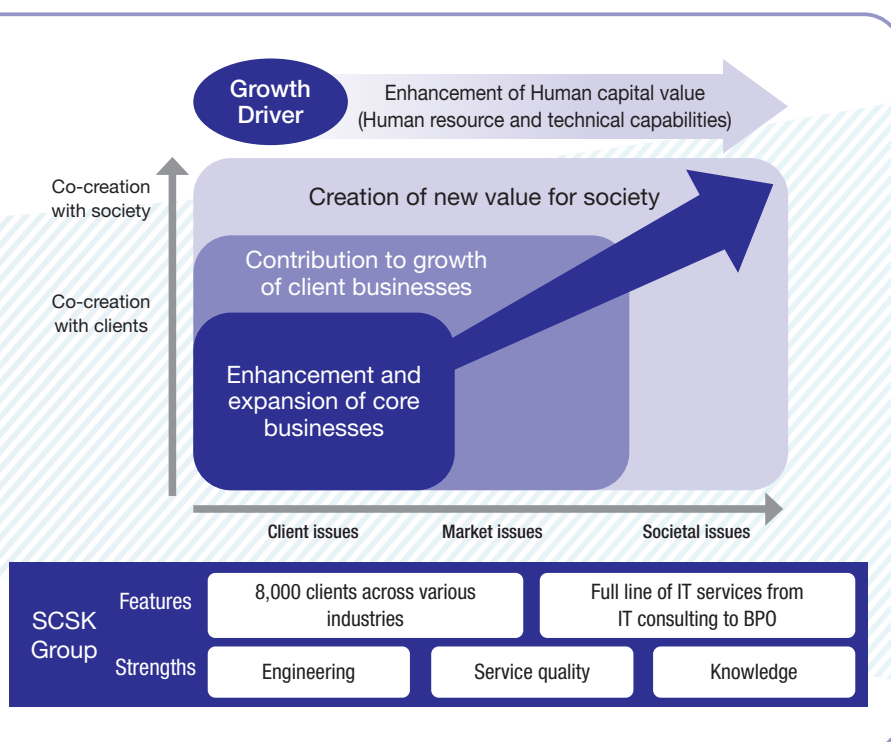 Growth
Driver
Enhancement of Human capital value
(Human resource and technical capabilities)
Co-creation
with society
Creation of new value for society
Contribution to growth
of client businesses
Co-creation
with clients
Enhancement and
expansion of core
businesses
Client issues
Market issues
Societal issues
SCSK
Group
Features
8,000 clients across various
industries
Full line of IT services from
IT consulting to BPO
Strengths
Engineering
Service quality
Knowledge